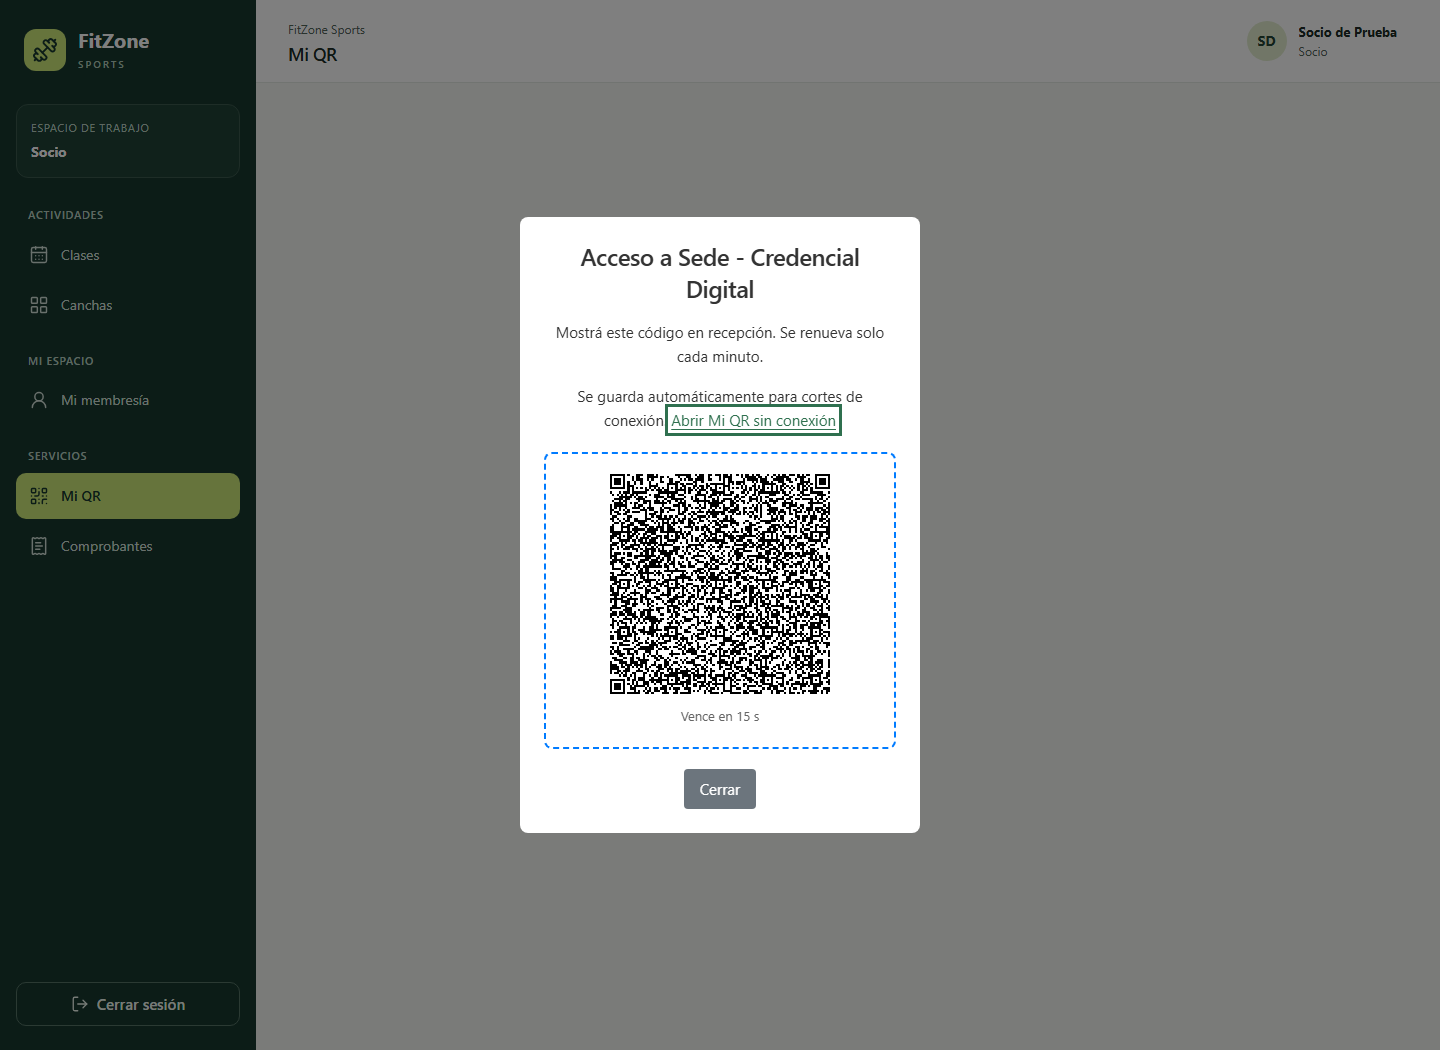 FitZone
SPORTS
ESPACIO DE TRABAJO
Socio
ACTIVIDADES
Clases
Canchas
MI ESPACIO
Mi membresía
SERVICIOS
Mi QR
Comprobantes
Cerrar sesión
FitZone Sports
Mi QR
SD
Socio de Prueba
Socio
Acceso a Sede - Credencial
Digital
Mostrá este código en recepción. Se renueva solo
cada minuto.
Se guarda automáticamente para cortes de
conexión Abrir Mi QR sin conexión
Vence en 15 s
Cerrar